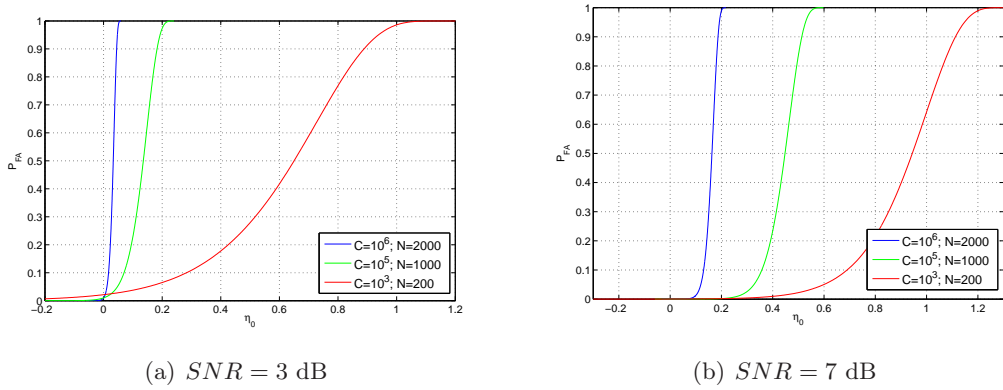 1
0.9
0.8
0.7
0.6
0.5
0.4
0.3
0.2
0.1
0
P_FA
−0.2 0 0.2 0.4 0.6 0.8 1 1.2
η_0
C=10^6; N=2000
C=10^5; N=1000
C=10^3; N=200
(a) SNR = 3 dB
1
0.9
0.8
0.7
0.6
0.5
0.4
0.3
0.2
0.1
0
P_FA
−0.2 0 0.2 0.4 0.6 0.8 1 1.2
η_0
C=10^6; N=2000
C=10^5; N=1000
C=10^3; N=200
(b) SNR = 7 dB